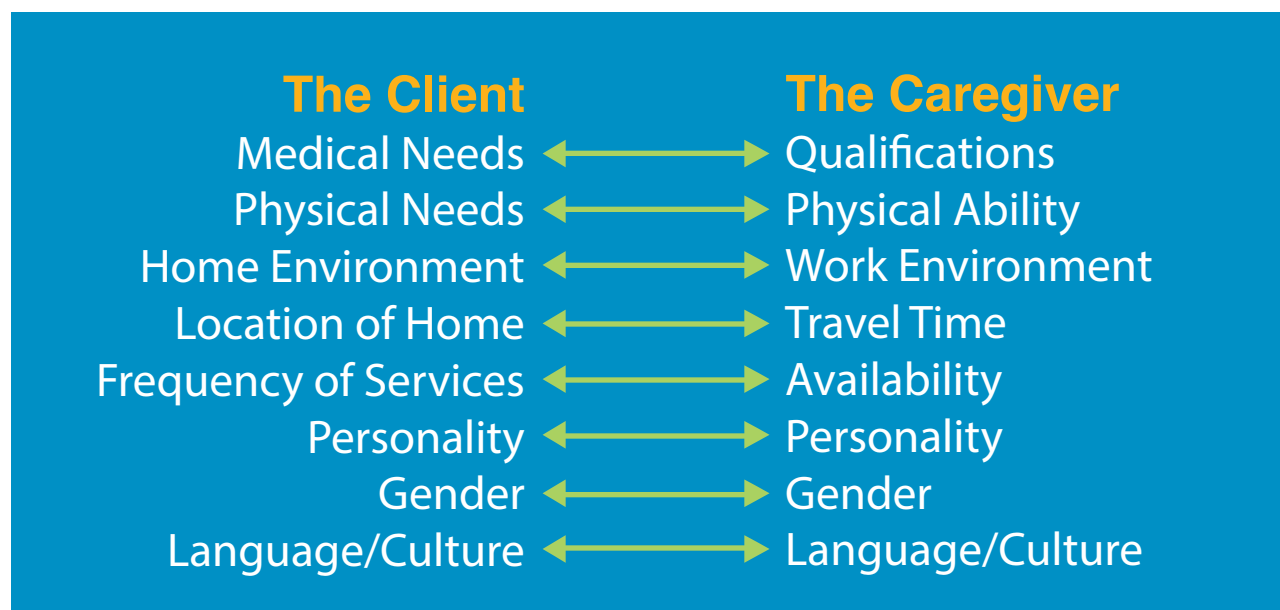 The Client The Caregiver
Medical Needs Qualifications
Physical Needs Physical Ability
Home Environment Work Environment
Location of Home Travel Time
Frequency of Services Availability
Personality Personality
Gender Gender
Language/Culture Language/Culture